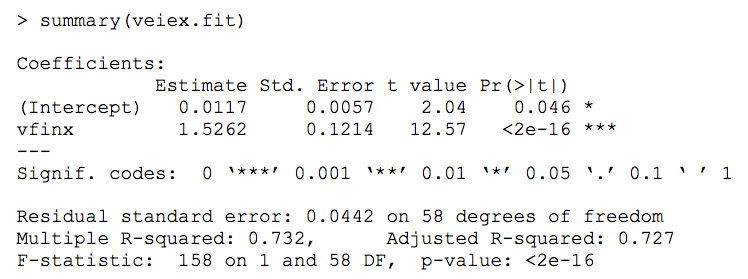 > summary(veiex.fit)
Coefficients:
Estimate Std. Error t value Pr(>|t|)
(Intercept) 0.0117 0.0057 2.04 0.046 *
vfinx 1.5262 0.1214 12.57 <2e-16 ***
---
Signif. codes: 0 ‘***’ 0.001 ‘**’ 0.01 ‘*’ 0.05 ‘.’ 0.1 ‘ ’ 1
Residual standard error: 0.0442 on 58 degrees of freedom
Multiple R-squared: 0.732, Adjusted R-squared: 0.727
F-statistic: 158 on 1 and 58 DF, p-value: <2e-16